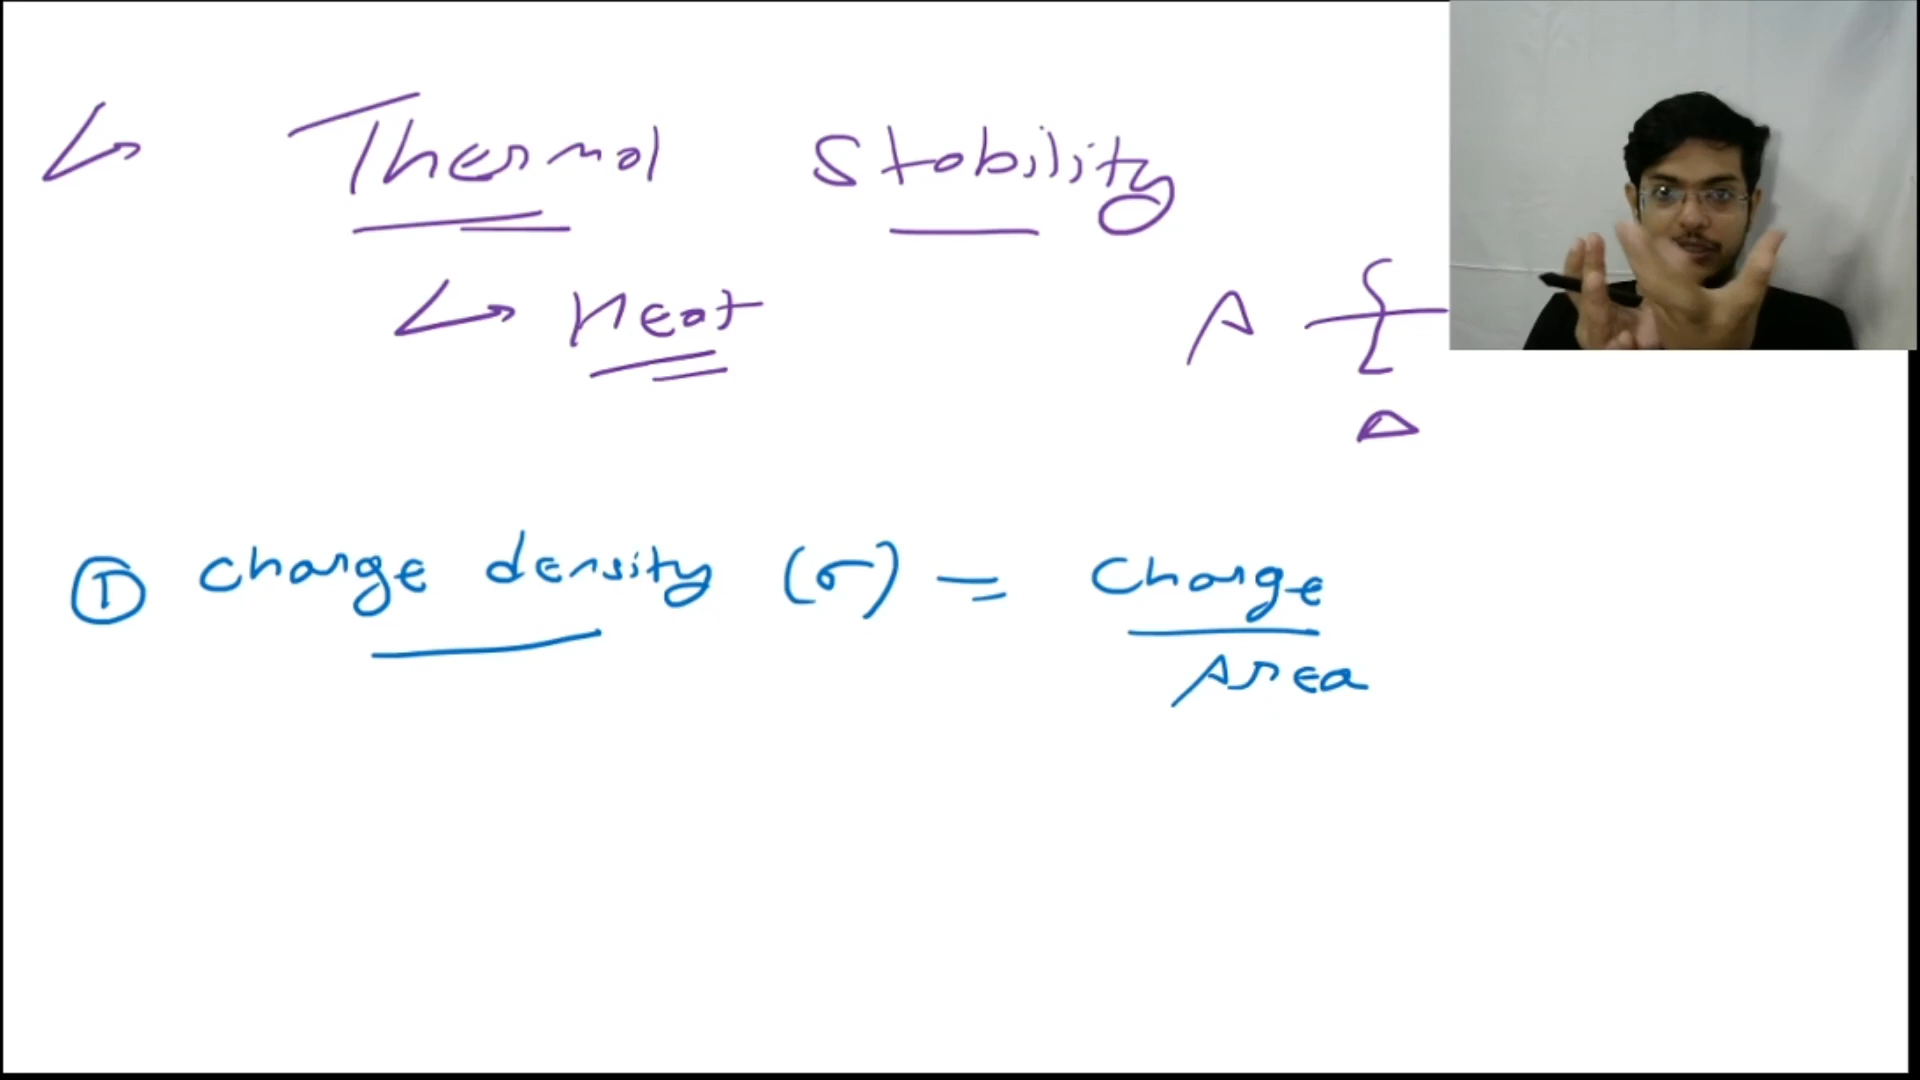 ↳ Thermal Stability
↳ Heat
A
Δ
① Charge density (σ) = Charge
Area